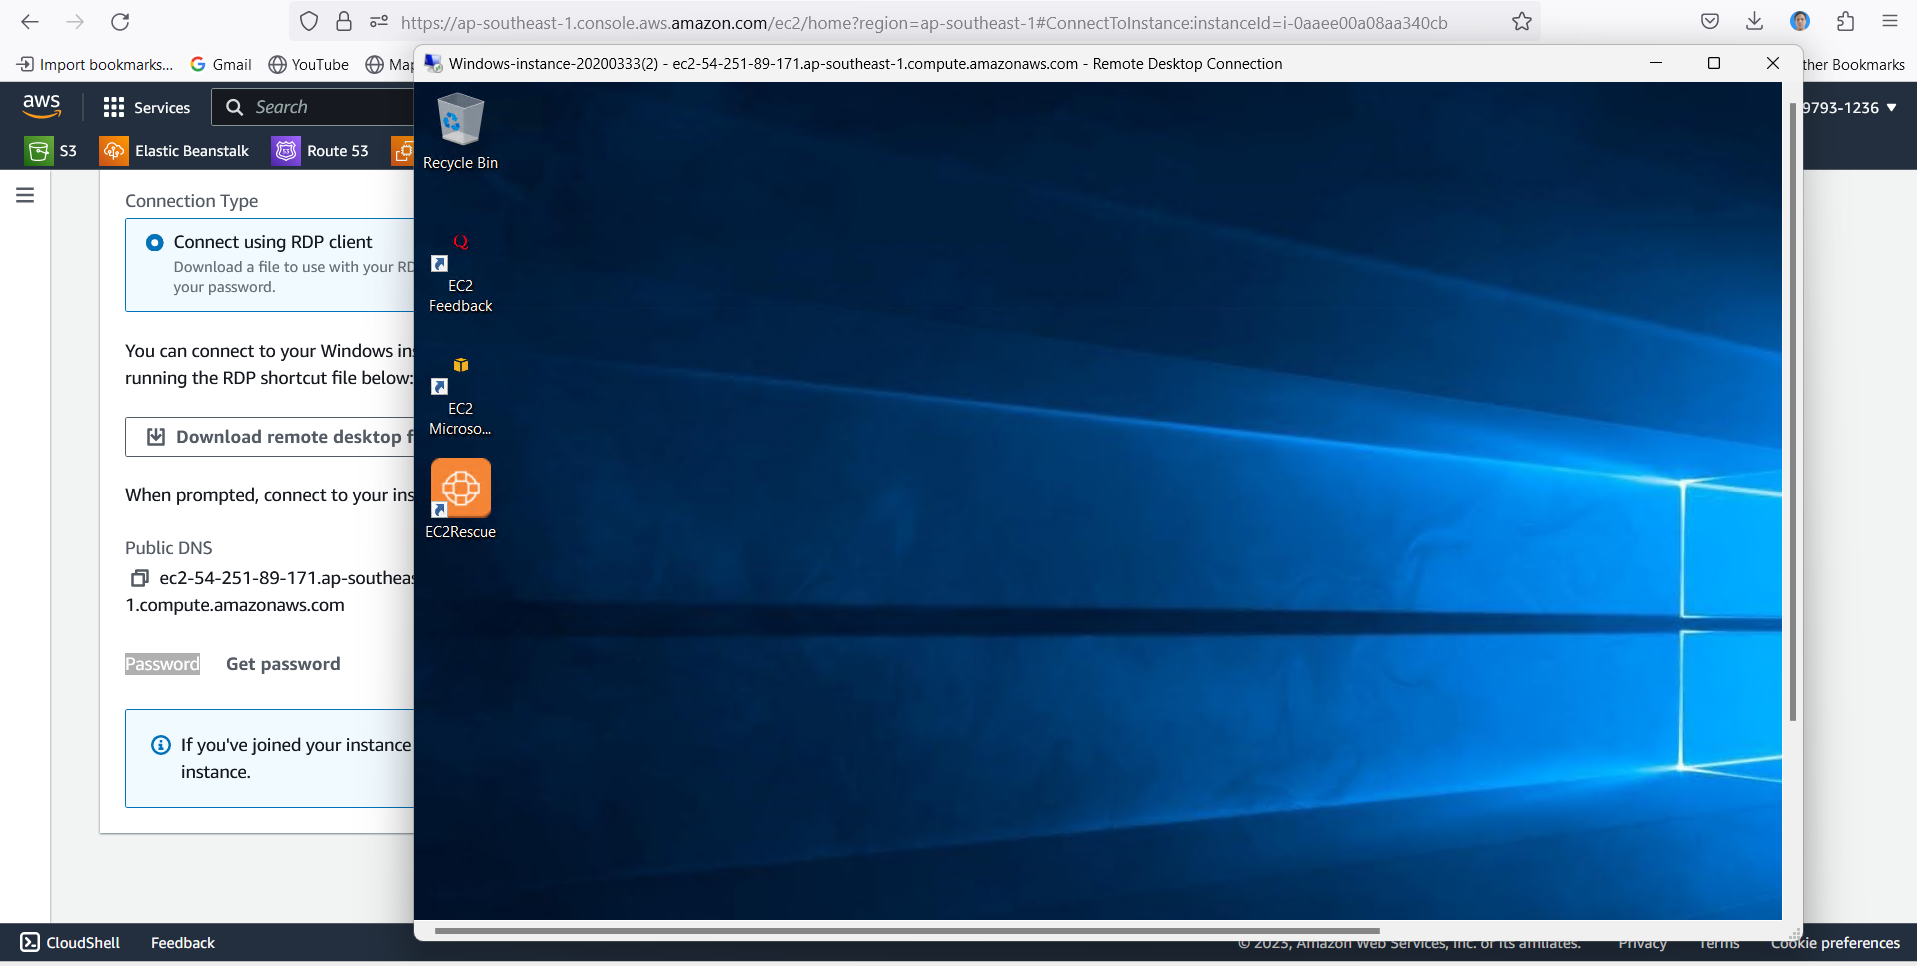 https://ap-southeast-1.console.aws.amazon.com/ec2/home?region=ap-southeast-1#ConnectToInstance:instanceId=i-0aaee00a08aa340cb
Import bookmarks...
Gmail
YouTube
Map
ther Bookmarks
Windows-instance-20200333(2) - ec2-54-251-89-171.ap-southeast-1.compute.amazonaws.com - Remote Desktop Connection
aws
Services
Search
9793-1236
S3
Elastic Beanstalk
Route 53
Recycle Bin
EC2
Feedback
EC2
Microso...
EC2Rescue
Connection Type
Connect using RDP client
Download a file to use with your RD
your password.
You can connect to your Windows ins
running the RDP shortcut file below:
Download remote desktop f
When prompted, connect to your ins
Public DNS
ec2-54-251-89-171.ap-southeas
1.compute.amazonaws.com
Password
Get password
If you've joined your instance
instance.
CloudShell
Feedback
© 2023, Amazon Web Services, Inc. or its affiliates.
Privacy
Terms
Cookie preferences